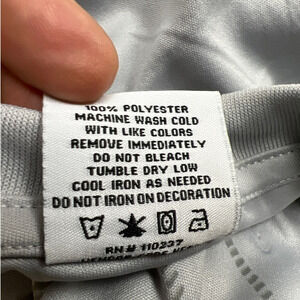 100% POLYESTER
MACHINE WASH COLD
WITH LIKE COLORS
REMOVE IMMEDIATELY
DO NOT BLEACH
TUMBLE DRY LOW
COOL IRON AS NEEDED
DO NOT IRON ON DECORATION
RN # 110237